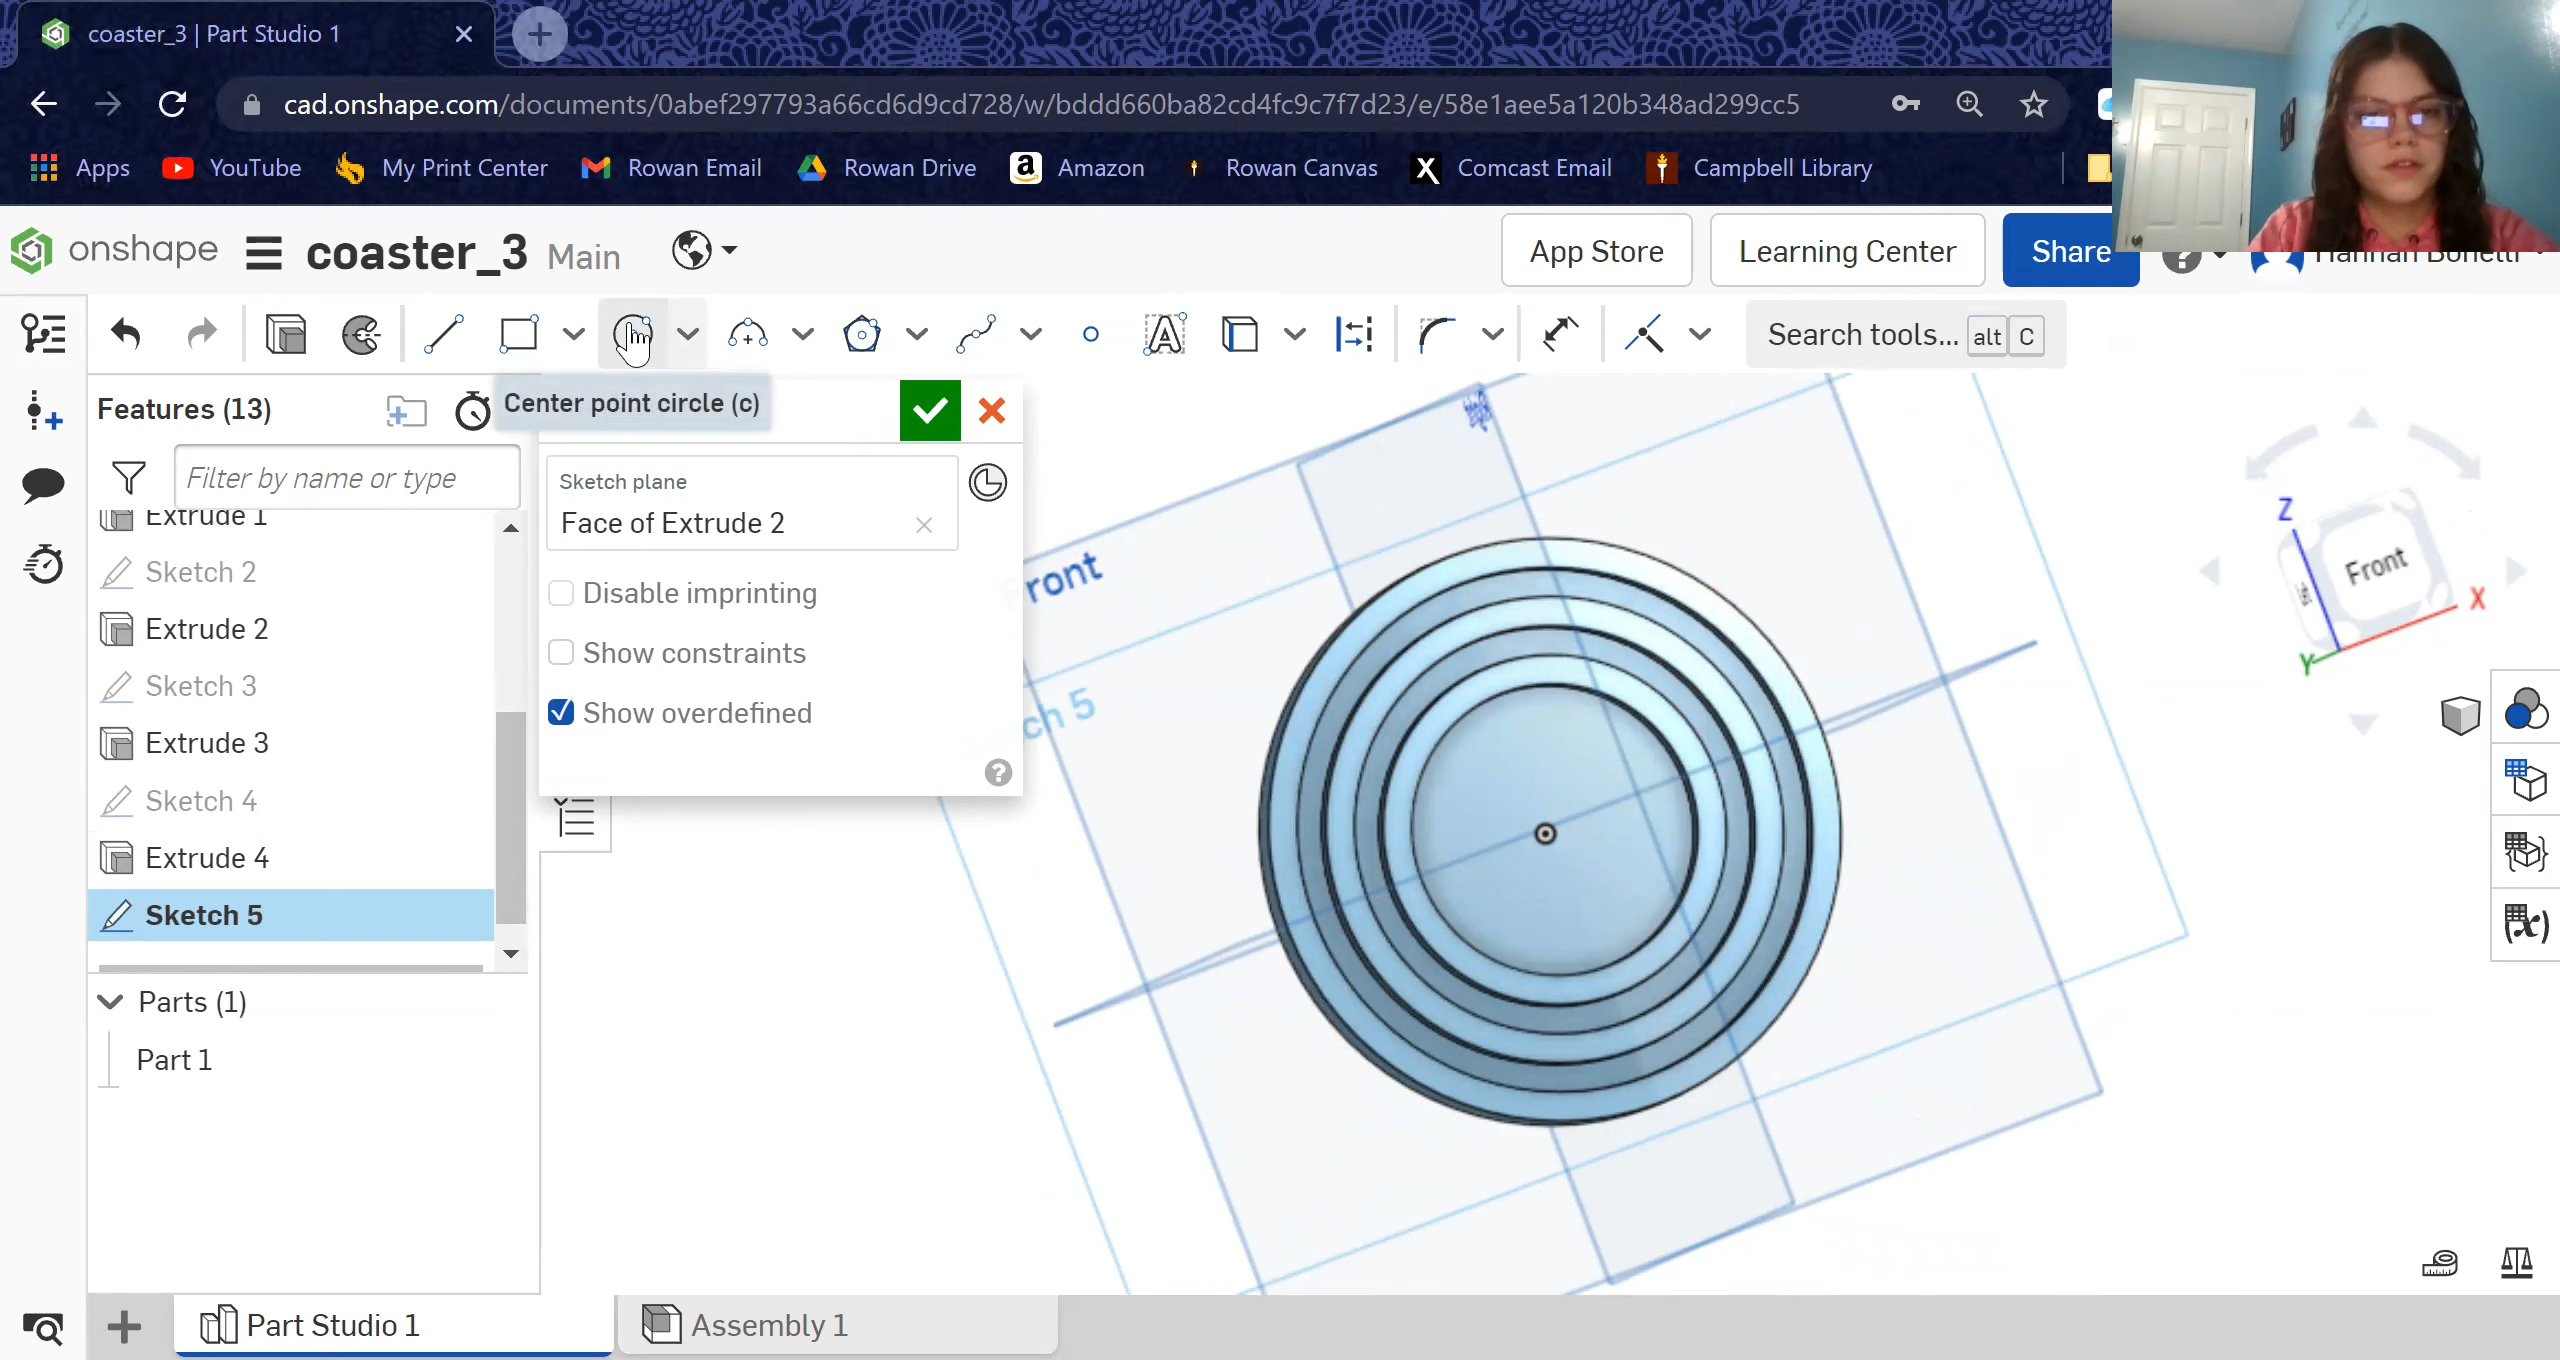 coaster_3 | Part Studio 1
cad.onshape.com/documents/0abef297793a66cd6d9cd728/w/bddd660ba82cd4fc9c7f7d23/e/58e1aee5a120b348ad299cc5
Apps YouTube My Print Center Rowan Email Rowan Drive Amazon Rowan Canvas Comcast Email Campbell Library
onshape coaster_3 Main App Store Learning Center Share Hannah Bonetti
Search tools... alt C
Features (13)
Center point circle (c)
Filter by name or type
Sketch plane
Face of Extrude 2
Disable imprinting
Show constraints
Show overdefined
Extrude 1
Sketch 2
Extrude 2
Sketch 3
Extrude 3
Sketch 4
Extrude 4
Sketch 5
Parts (1)
Part 1
Front
ch 5
Z
Front
X
Y
Part Studio 1
Assembly 1